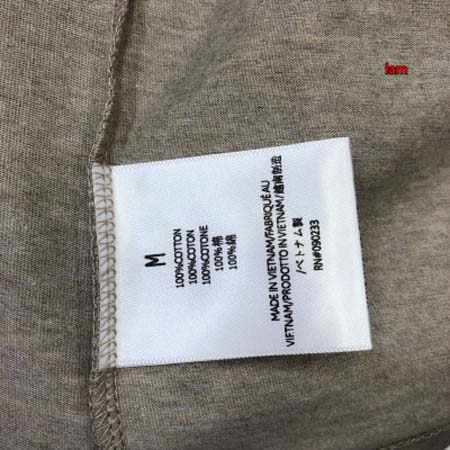 M
100%COTTON
100%COTON
100%COTONE
100%棉
100%綿
MADE IN VIETNAM/FABRIQUÉ AU
VIETNAM/PRODOTTO IN VIETNAM/越南制造
/ベトナム製
RN#090233
lam